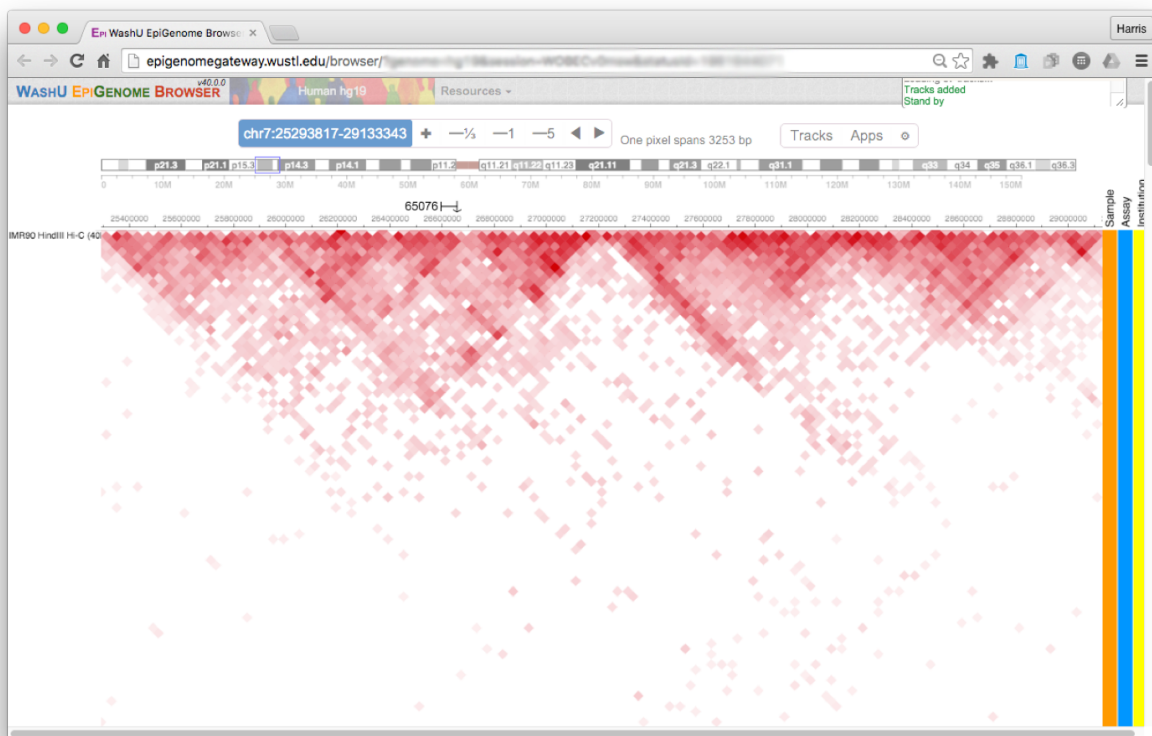 EPI WashU EpiGenome Browse
Harris
epigenomegateway.wustl.edu/browser/
v40.0.0
WASHU EPIGENOME BROWSER
Human hg19
Resources
Tracks added
Stand by
chr7:25293817-29133343
+ —⅓ —1 —5
One pixel spans 3253 bp
Tracks Apps
p21.3 p21.1 p15.3 p14.3 p14.1 p11.2 q11.21 q11.22 q11.23 q21.11 q21.3 q22.1 q31.1 q33 q34 q35 q36.1 q36.3
0 10M 20M 30M 40M 50M 60M 70M 80M 90M 100M 110M 120M 130M 140M 150M
65076
25400000 25600000 25800000 26000000 26200000 26400000 26600000 26800000 27000000 27200000 27400000 27600000 27800000 28000000 28200000 28400000 28600000 28800000 29000000
Sample
Assay
Institution
IMR90 HindIII Hi-C (40